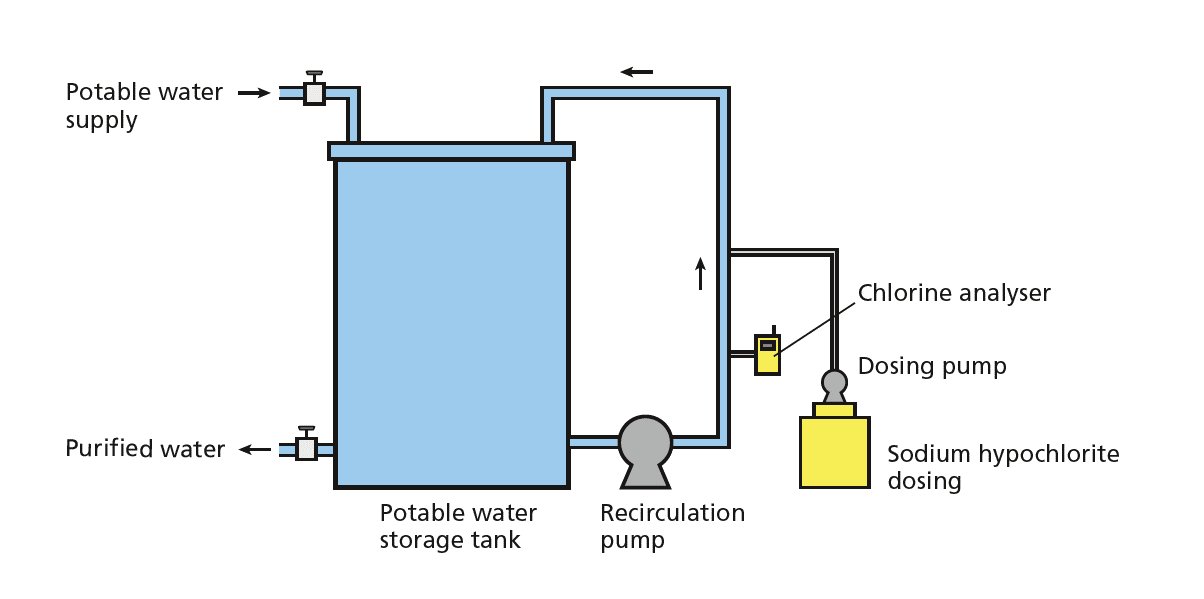 Potable water
supply
Chlorine analyser
Dosing pump
Purified water
Sodium hypochlorite
dosing
Potable water
storage tank
Recirculation
pump